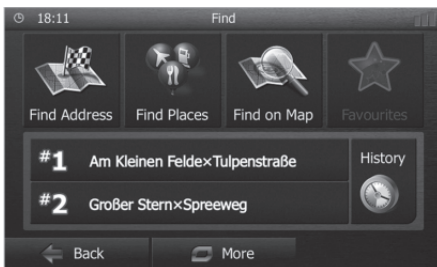 18:11 Find
Find Address Find Places Find on Map Favourites
#1 Am Kleinen Felde×Tulpenstraße History
#2 Großer Stern×Spreeweg
Back More